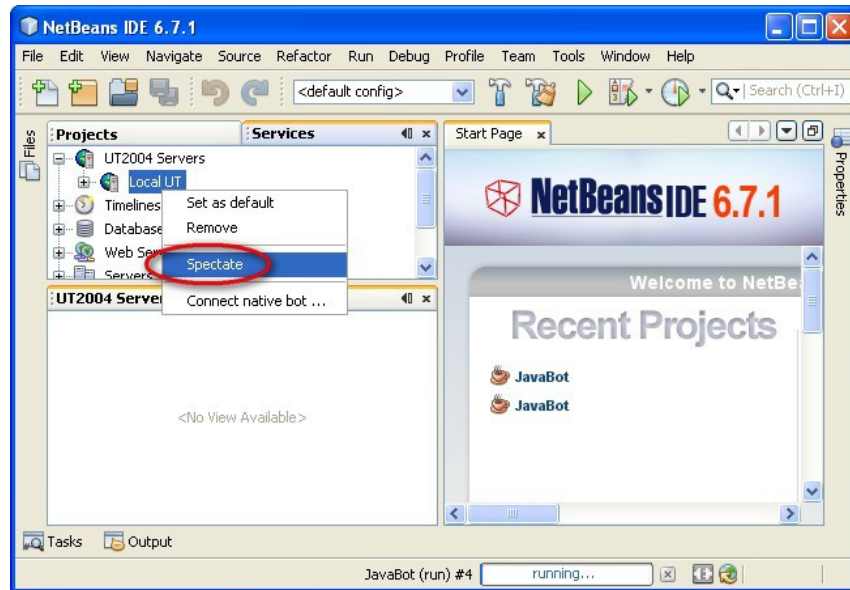 NetBeans IDE 6.7.1
File Edit View Navigate Source Refactor Run Debug Profile Team Tools Window Help
<default config>
Search (Ctrl+I)
Files
Projects
Services
Start Page
Properties
UT2004 Servers
Local UT
Timelines
Database
Web Ser
Servers
Set as default
Remove
Spectate
Connect native bot ...
UT2004 Server
<No View Available>
NetBeans IDE 6.7.1
Welcome to NetBe
Recent Projects
JavaBot
JavaBot
Tasks
Output
JavaBot (run) #4
running...